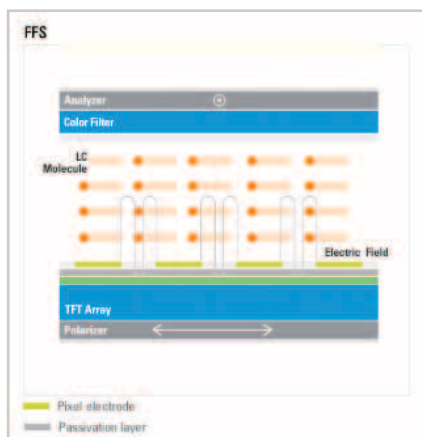 FFS
Analyzer
Color Filter
LC
Molecule
Electric Field
TFT Array
Polarizer
Pixel electrode
Passivation layer